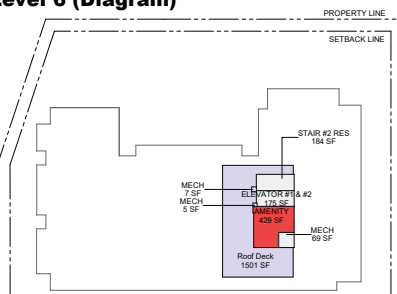 Level 6 (Diagram)
PROPERTY LINE
SETBACK LINE
STAIR #2 RES
184 SF
MECH
7 SF
MECH
5 SF
ELEVATOR #1 & #2
175 SF
AMENITY
429 SF
MECH
69 SF
Roof Deck
1501 SF